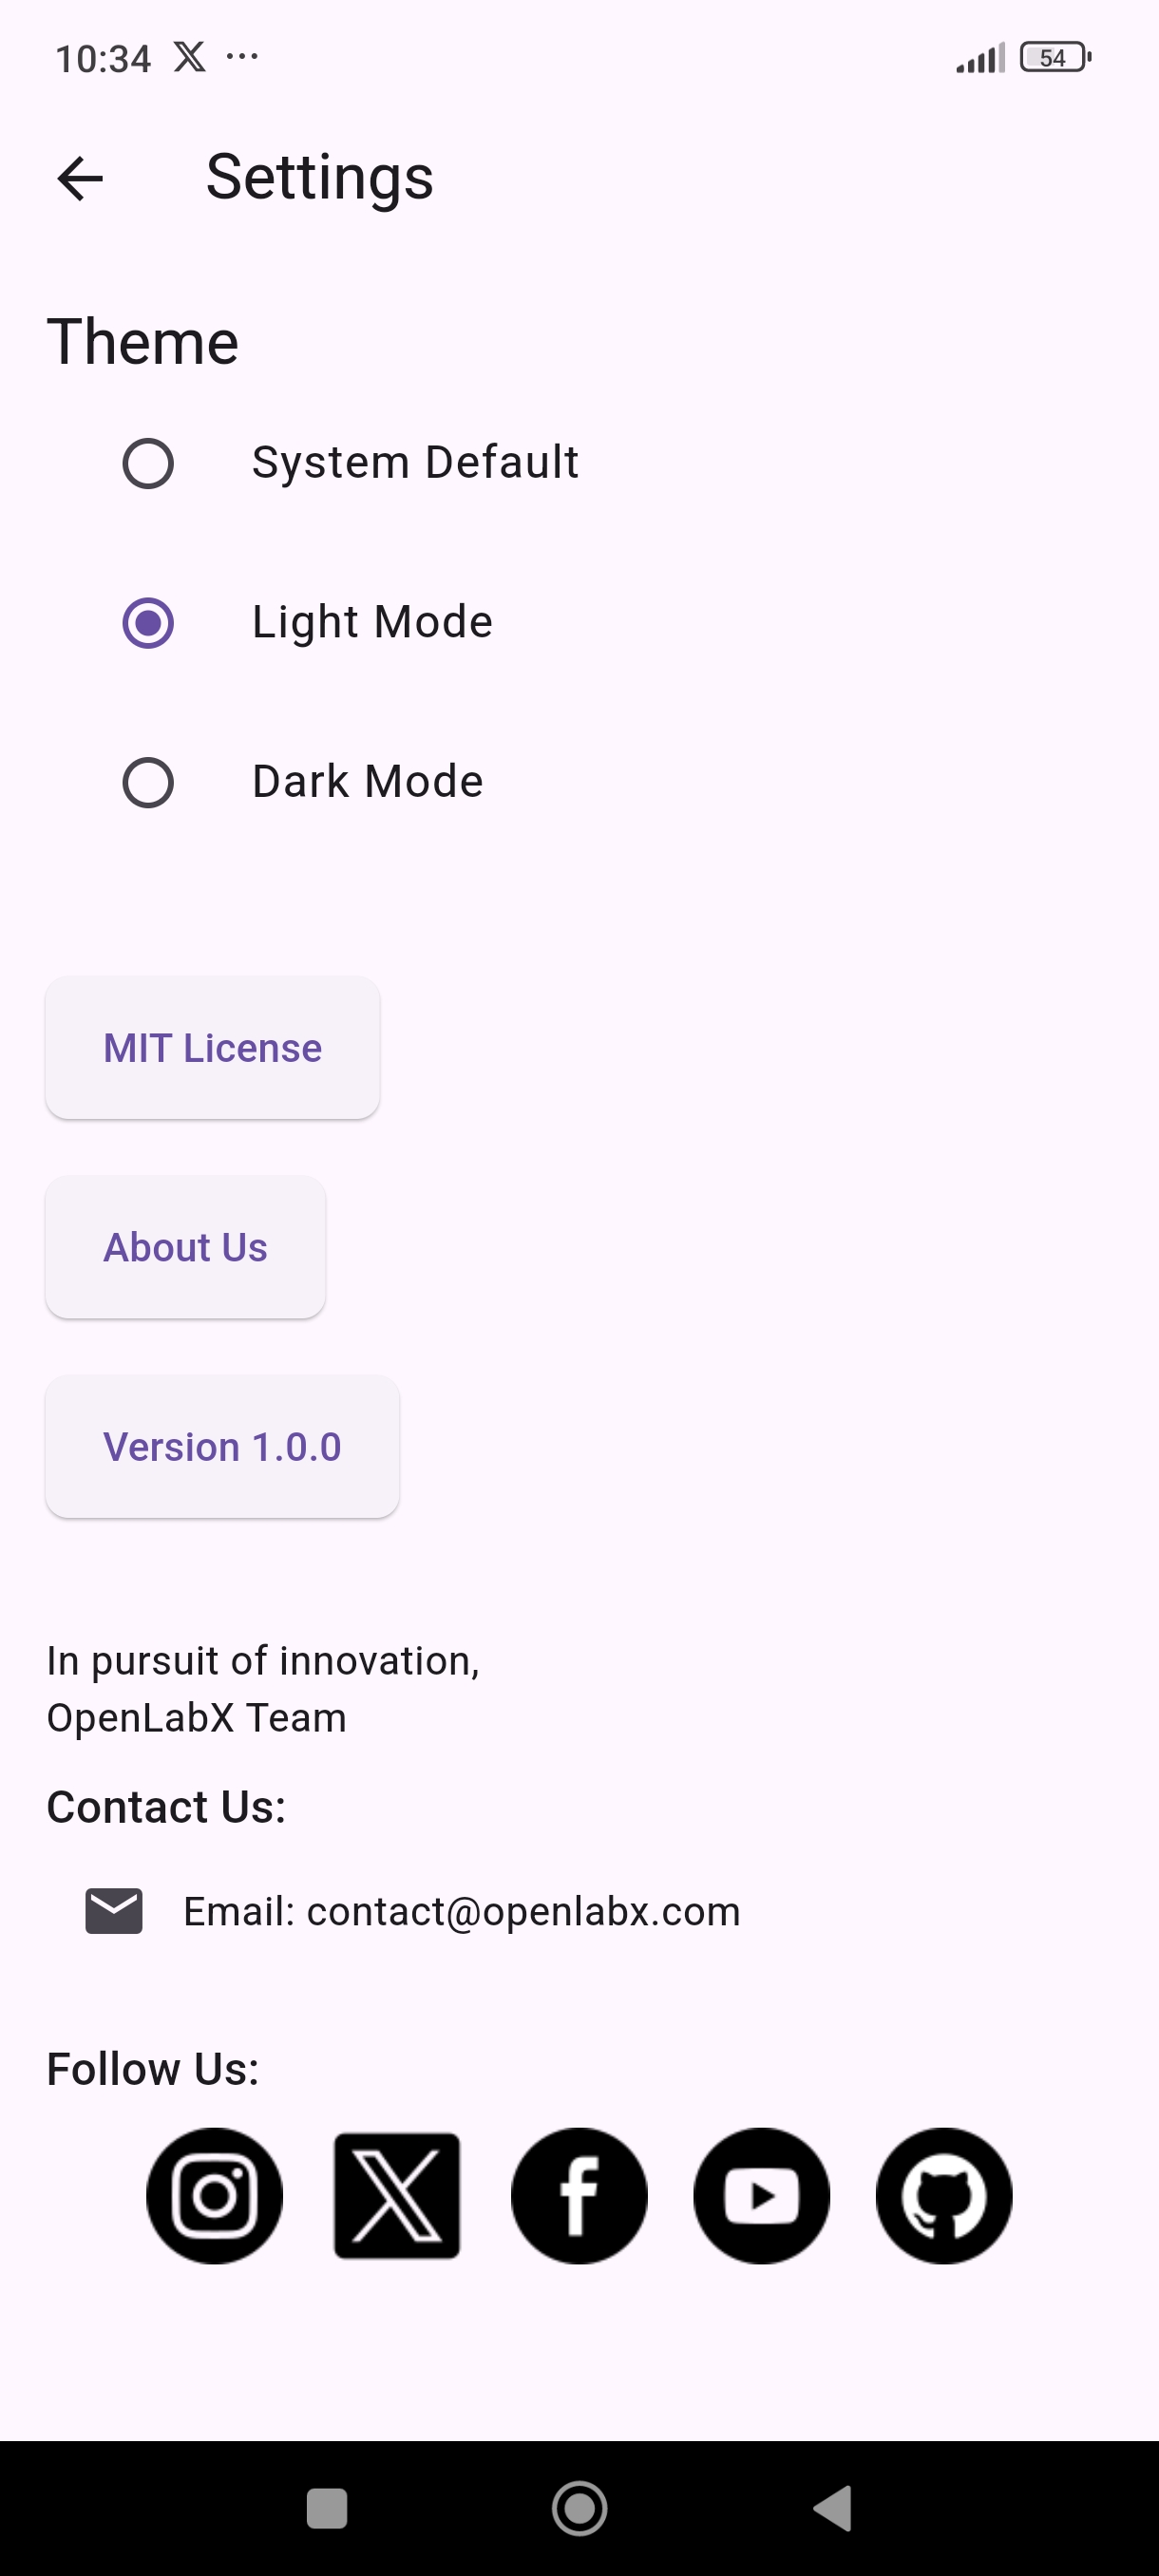 10:34
54
Settings
Theme
System Default
Light Mode
Dark Mode
MIT License
About Us
Version 1.0.0
In pursuit of innovation,
OpenLabX Team
Contact Us:
Email: contact@openlabx.com
Follow Us: